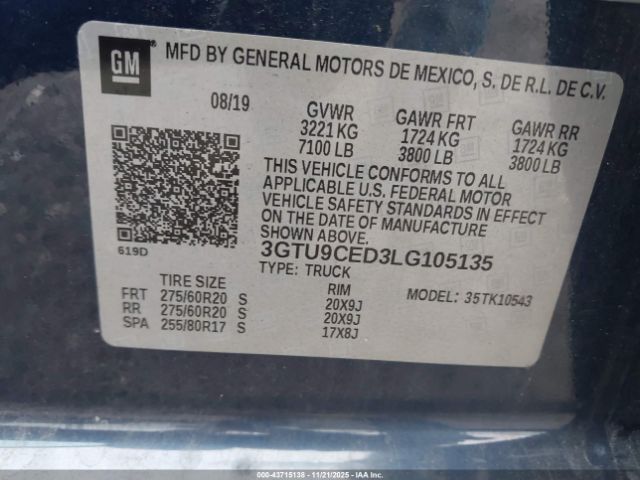 GM
MFD BY GENERAL MOTORS DE MEXICO, S. DE R.L. DE C.V.
08/19
GVWR GAWR FRT GAWR RR
3221 KG 1724 KG 1724 KG
7100 LB 3800 LB 3800 LB
THIS VEHICLE CONFORMS TO ALL
APPLICABLE U.S. FEDERAL MOTOR
VEHICLE SAFETY STANDARDS IN EFFECT
ON THE DATE OF MANUFACTURE
SHOWN ABOVE.
619D
3GTU9CED3LG105135
TYPE: TRUCK
MODEL: 35TK10543
TIRE SIZE RIM
FRT 275/60R20 S 20X9J
RR 275/60R20 S 20X9J
SPA 255/80R17 S 17X8J
000-43715138 - 11/21/2025 - IAAI.COM